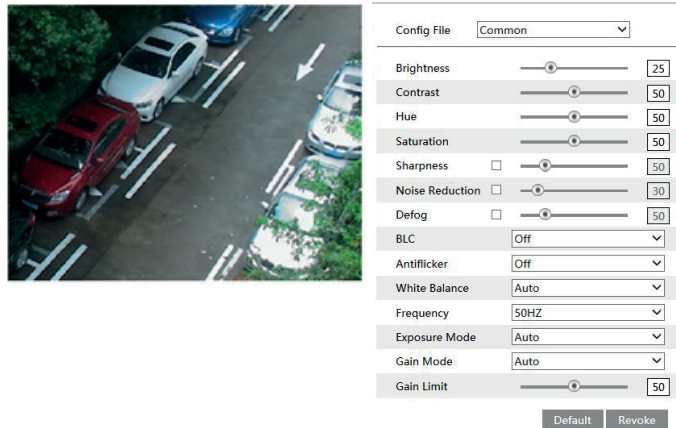 Config File Common
Brightness 25
Contrast 50
Hue 50
Saturation 50
Sharpness 50
Noise Reduction 30
Defog 50
BLC Off
Antiflicker Off
White Balance Auto
Frequency 50HZ
Exposure Mode Auto
Gain Mode Auto
Gain Limit 50
Default Revoke